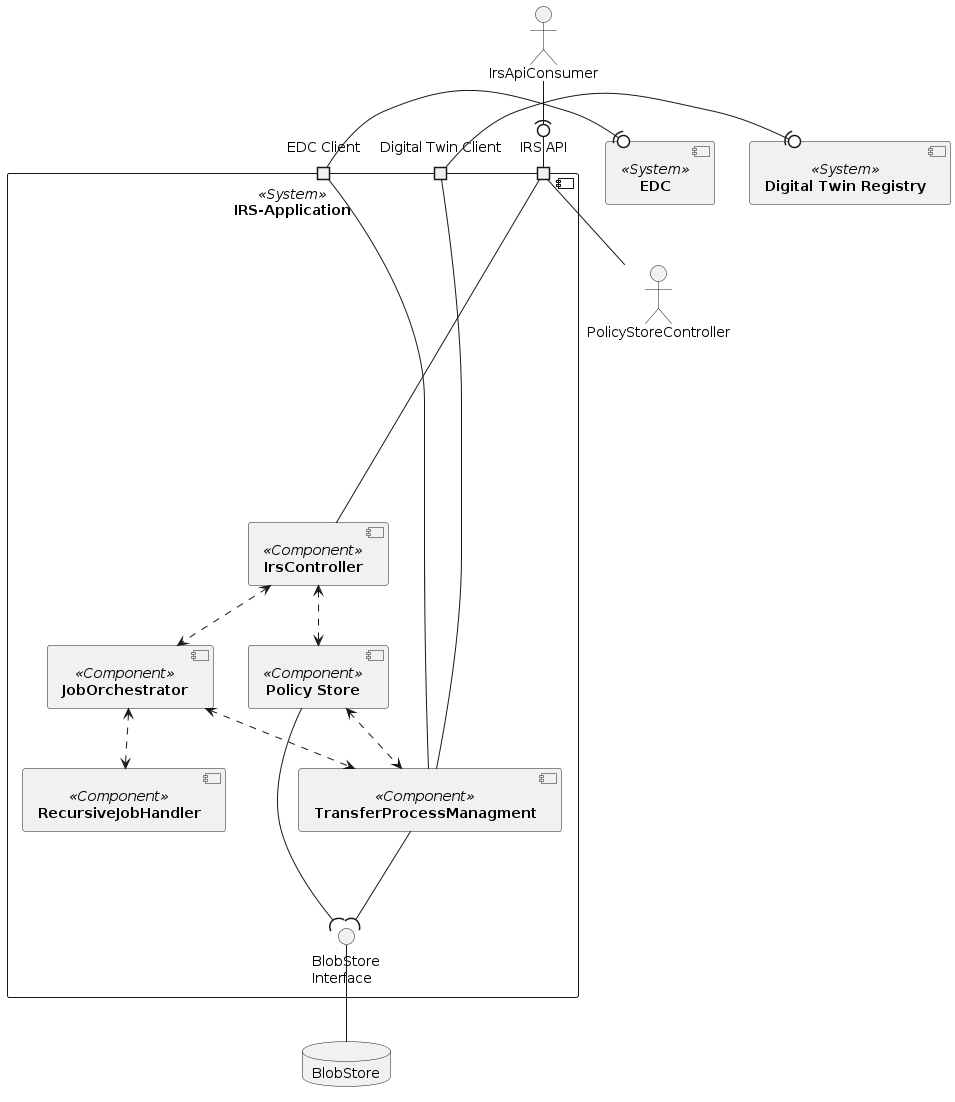 IrsApiConsumer
EDC Client
Digital Twin Client
IRS API
«System»
EDC
«System»
Digital Twin Registry
«System»
IRS-Application
PolicyStoreController
«Component»
IrsController
«Component»
JobOrchestrator
«Component»
Policy Store
«Component»
RecursiveJobHandler
«Component»
TransferProcessManagment
BlobStore
Interface
BlobStore